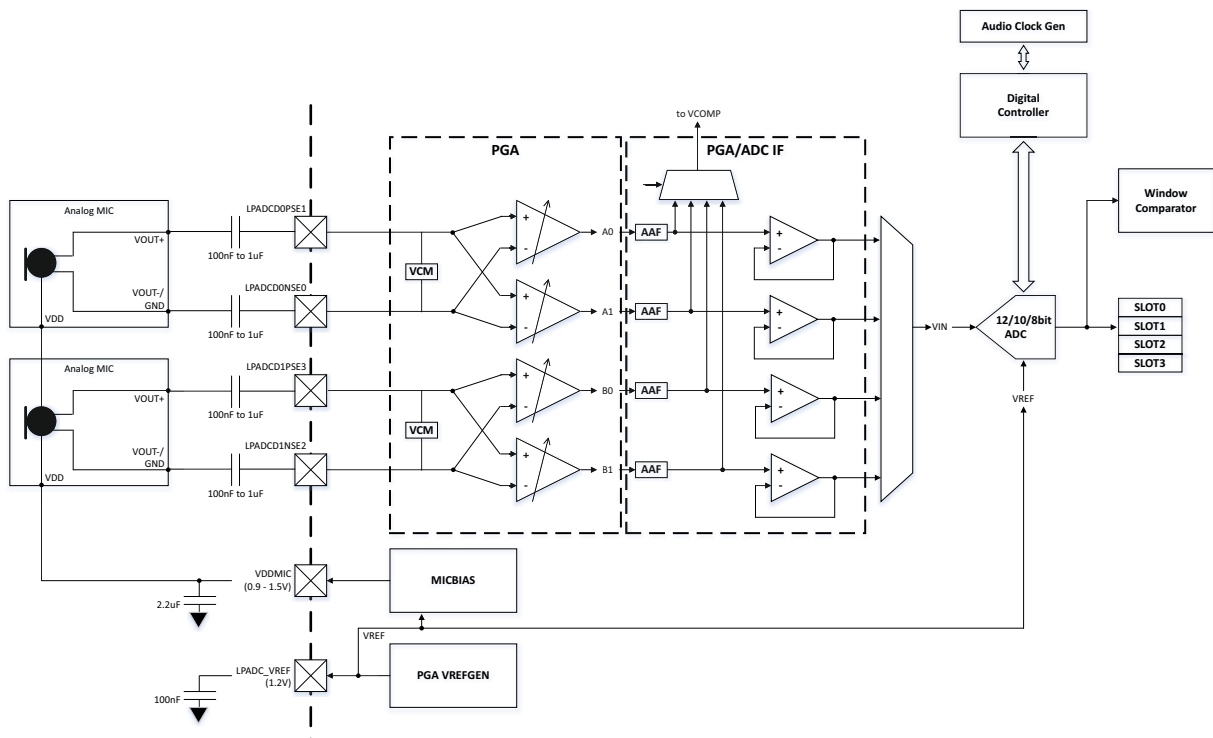 Audio Clock Gen
Digital
Controller
to VCOMP
PGA
PGA/ADC IF
Window
Comparator
Analog MIC
VOUT+
VOUT-/
GND
VDD
LPADCD0PSE1
100nF to 1uF
LPADCD0NSE0
100nF to 1uF
VCM
+
-
+
-
A0
A1
AAF
AAF
+
-
+
-
VIN
12/10/8bit
ADC
SLOT0
SLOT1
SLOT2
SLOT3
Analog MIC
VOUT+
VOUT-/
GND
VDD
LPADCD1PSE3
100nF to 1uF
LPADCD1NSE2
100nF to 1uF
VCM
+
-
+
-
B0
B1
AAF
AAF
+
-
+
-
VREF
VDDMIC
(0.9 - 1.5V)
2.2uF
MICBIAS
VREF
LPADC_VREF
(1.2V)
100nF
PGA VREFGEN